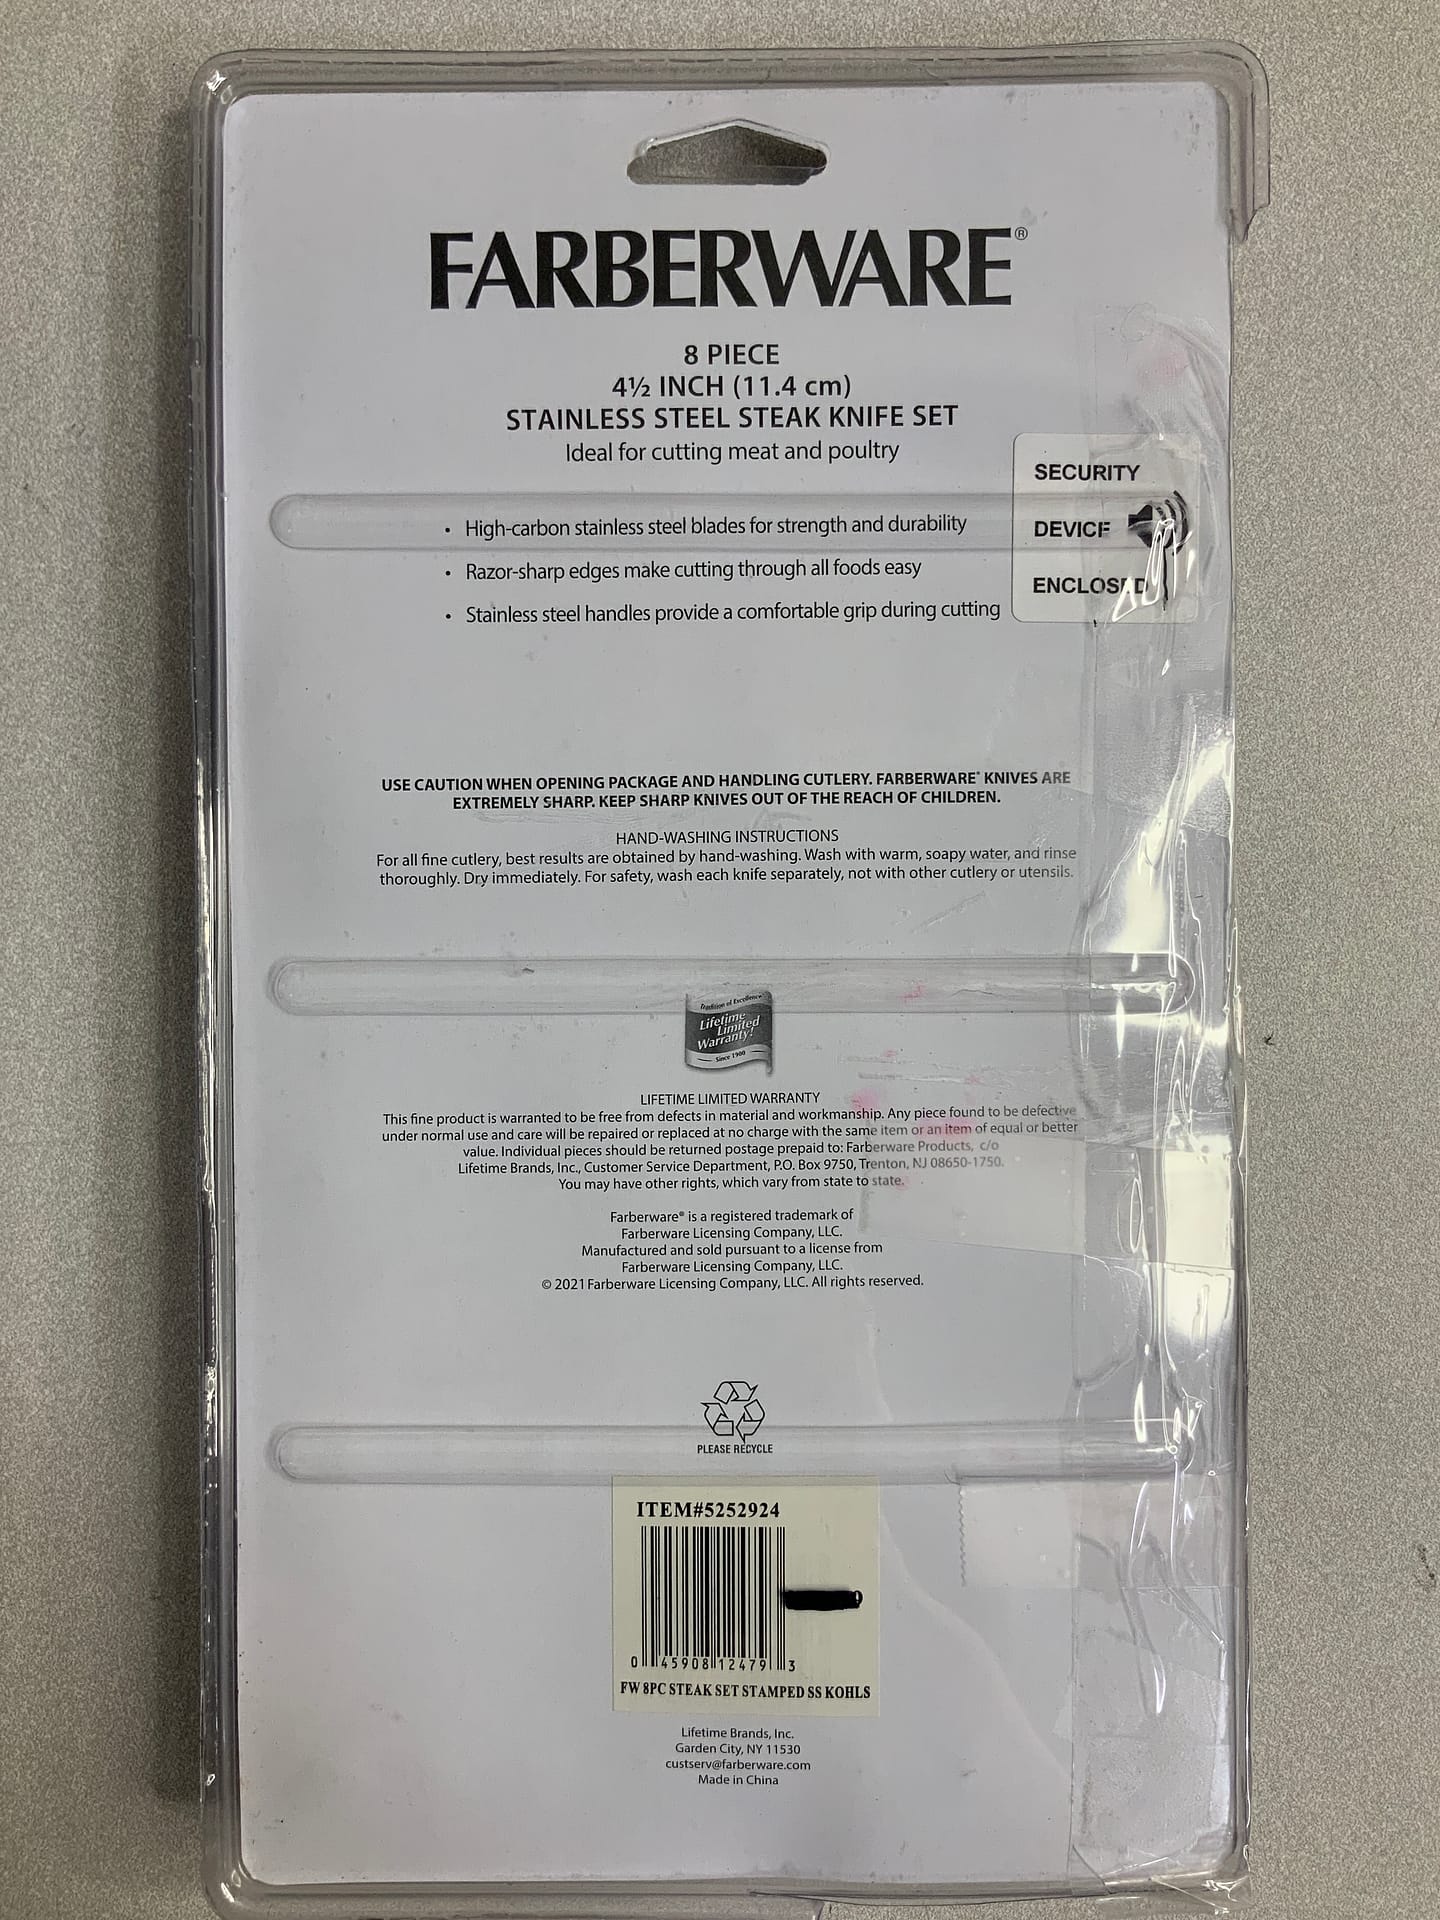 FARBERWARE®
8 PIECE
4½ INCH (11.4 cm)
STAINLESS STEEL STEAK KNIFE SET
Ideal for cutting meat and poultry
SECURITY
DEVICE
ENCLOSED
• High-carbon stainless steel blades for strength and durability
• Razor-sharp edges make cutting through all foods easy
• Stainless steel handles provide a comfortable grip during cutting
USE CAUTION WHEN OPENING PACKAGE AND HANDLING CUTLERY. FARBERWARE® KNIVES ARE
EXTREMELY SHARP. KEEP SHARP KNIVES OUT OF THE REACH OF CHILDREN.
HAND-WASHING INSTRUCTIONS
For all fine cutlery, best results are obtained by hand-washing. Wash with warm, soapy water, and rinse
thoroughly. Dry immediately. For safety, wash each knife separately, not with other cutlery or utensils.
Tradition of Excellence
Lifetime
Limited
Warranty!
Since 1900
LIFETIME LIMITED WARRANTY
This fine product is warranted to be free from defects in material and workmanship. Any piece found to be defective
under normal use and care will be repaired or replaced at no charge with the same item or an item of equal or better
value. Individual pieces should be returned postage prepaid to: Farberware Products, c/o
Lifetime Brands, Inc., Customer Service Department, P.O. Box 9750, Trenton, NJ 08650-1750.
You may have other rights, which vary from state to state.
Farberware® is a registered trademark of
Farberware Licensing Company, LLC.
Manufactured and sold pursuant to a license from
Farberware Licensing Company, LLC.
© 2021 Farberware Licensing Company, LLC. All rights reserved.
PLEASE RECYCLE
ITEM#5252924
0 45908 12479 3
FW 8PC STEAK SET STAMPED SS KOHLS
Lifetime Brands, Inc.
Garden City, NY 11530
custserv@farberware.com
Made in China